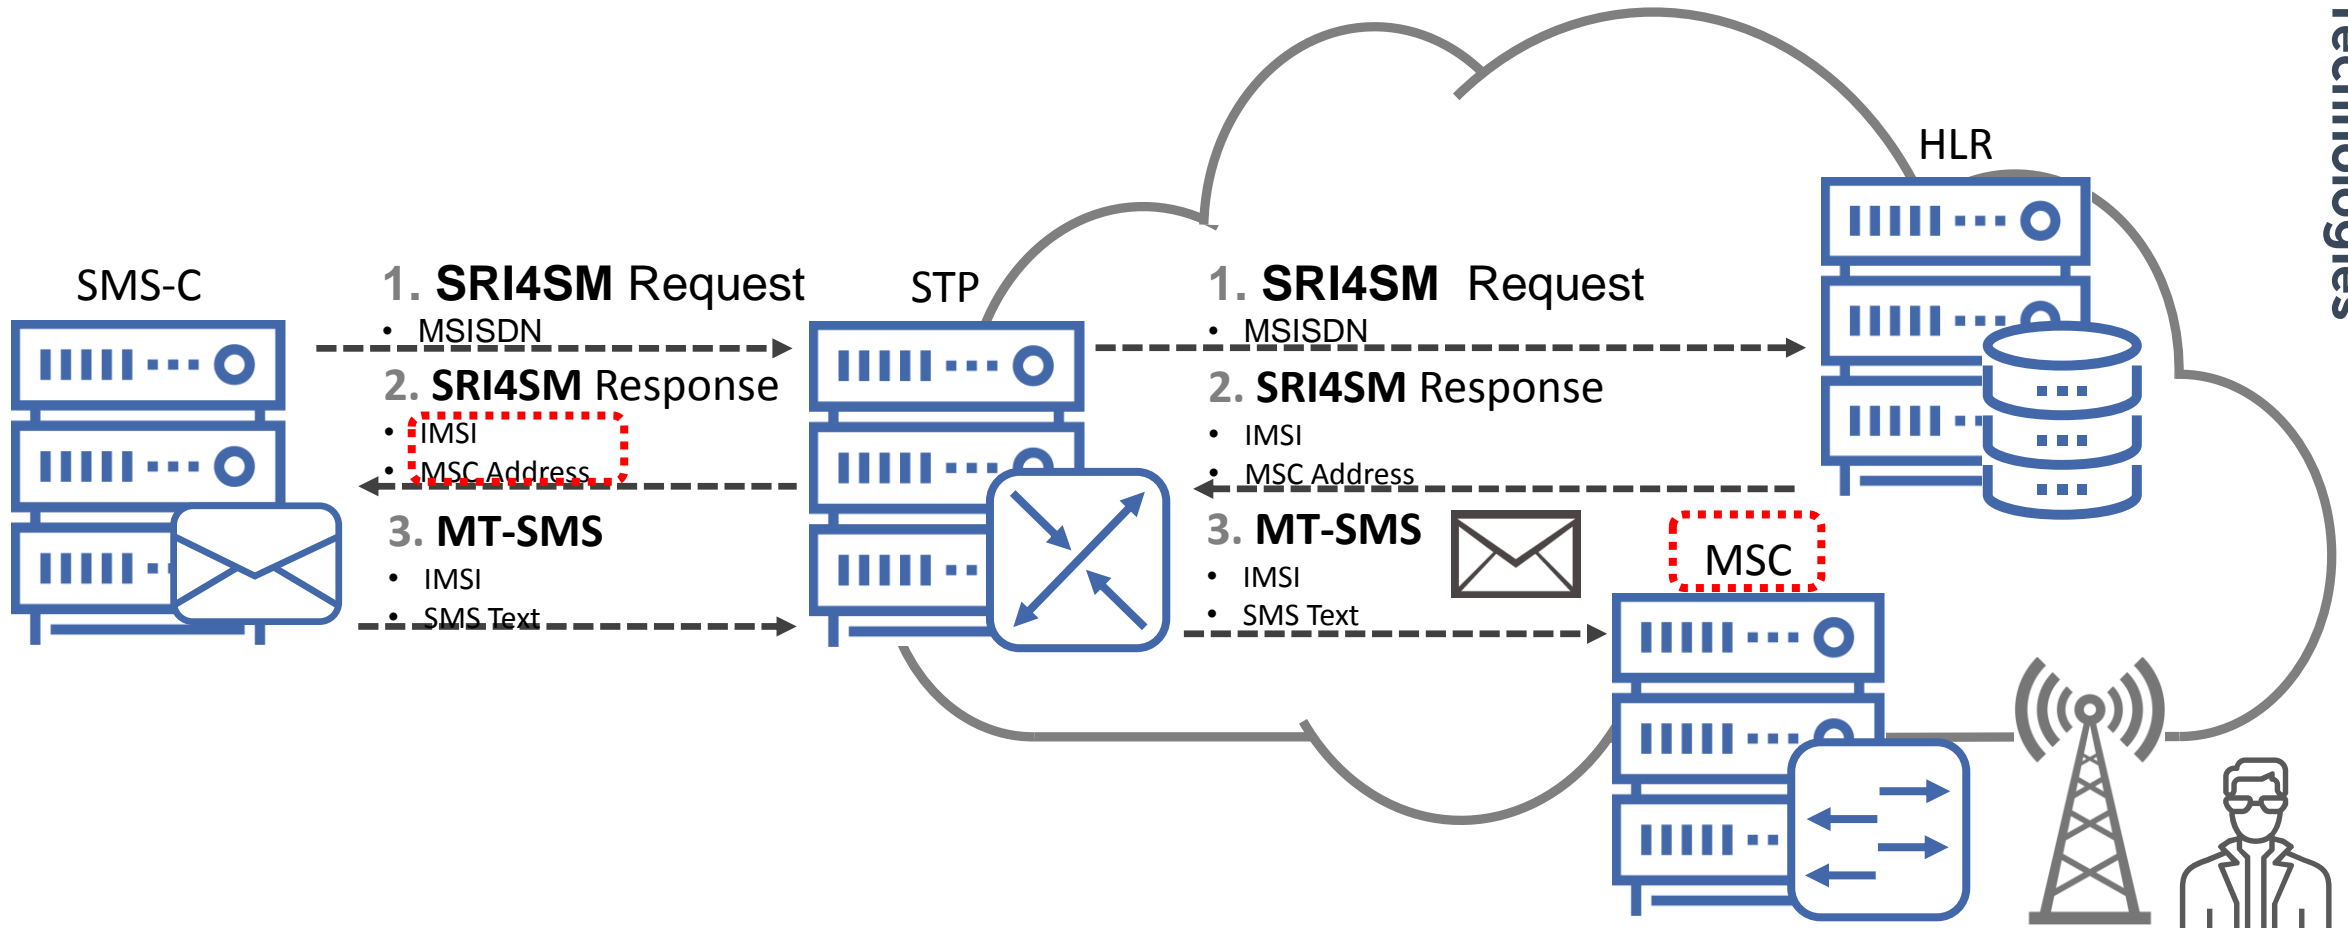 Technologies
HLR
SMS-C
1. SRI4SM Request
• MSISDN
2. SRI4SM Response
• IMSI
• MSC Address
3. MT-SMS
• IMSI
• SMS Text
STP
1. SRI4SM Request
• MSISDN
2. SRI4SM Response
• IMSI
• MSC Address
3. MT-SMS
• IMSI
• SMS Text
MSC